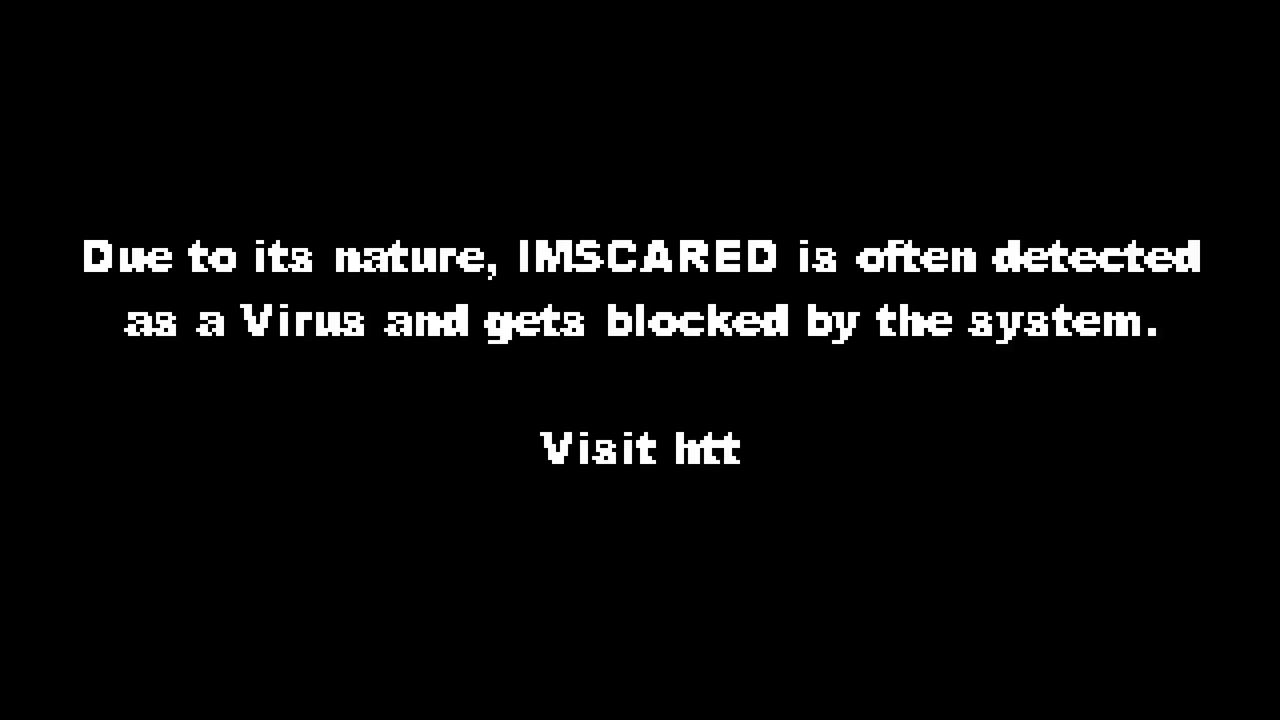 Due to its nature, IMSCARED is often detected
as a Virus and gets blocked by the system.
Visit htt